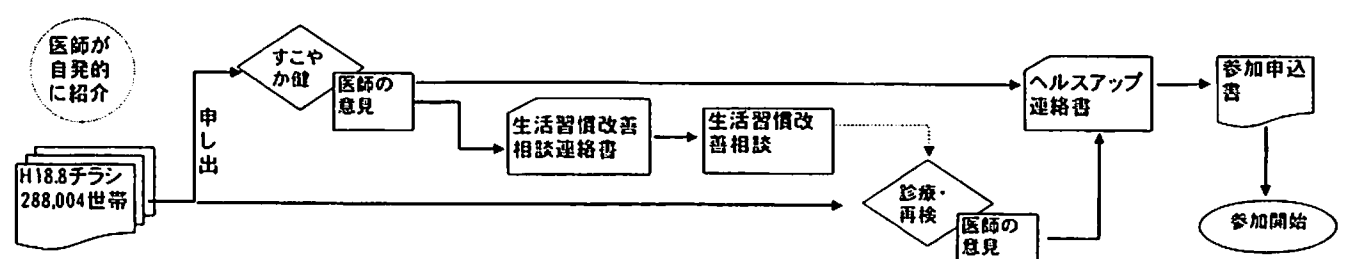 医師が
自発的
に紹介
H18.8チラシ
288,004世帯
申し出
すこや
か健
医師の
意見
生活習慣改善
相談連絡書
生活習慣改
善相談
診療・
再検
医師の
意見
ヘルスアップ
連絡書
参加申込
書
参加開始